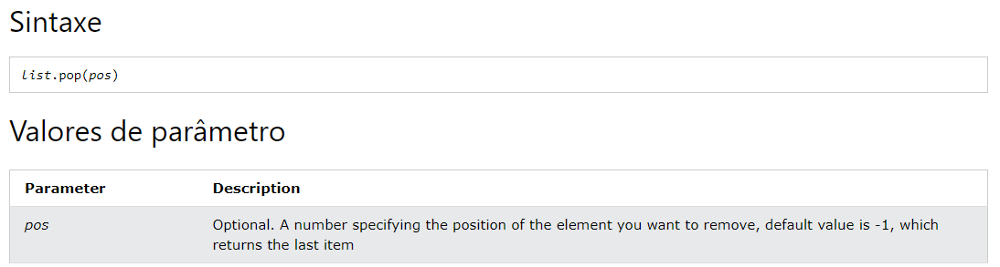 Sintaxe
list.pop(pos)
Valores de parâmetro
Parameter Description
pos Optional. A number specifying the position of the element you want to remove, default value is -1, which
returns the last item